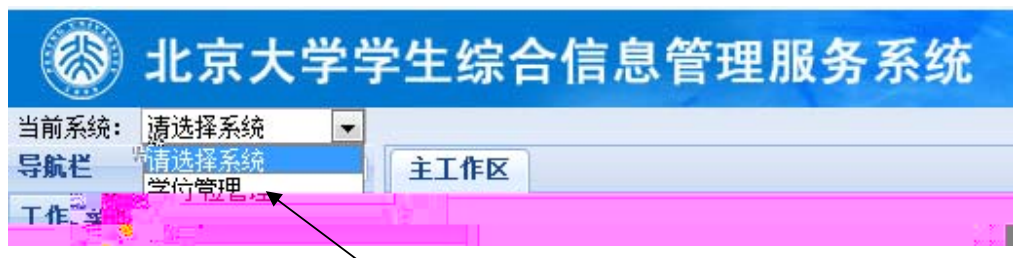 北京大学学生综合信息管理服务系统
当前系统： 请选择系统
导航栏 请选择系统 主工作区
学位管理
工作